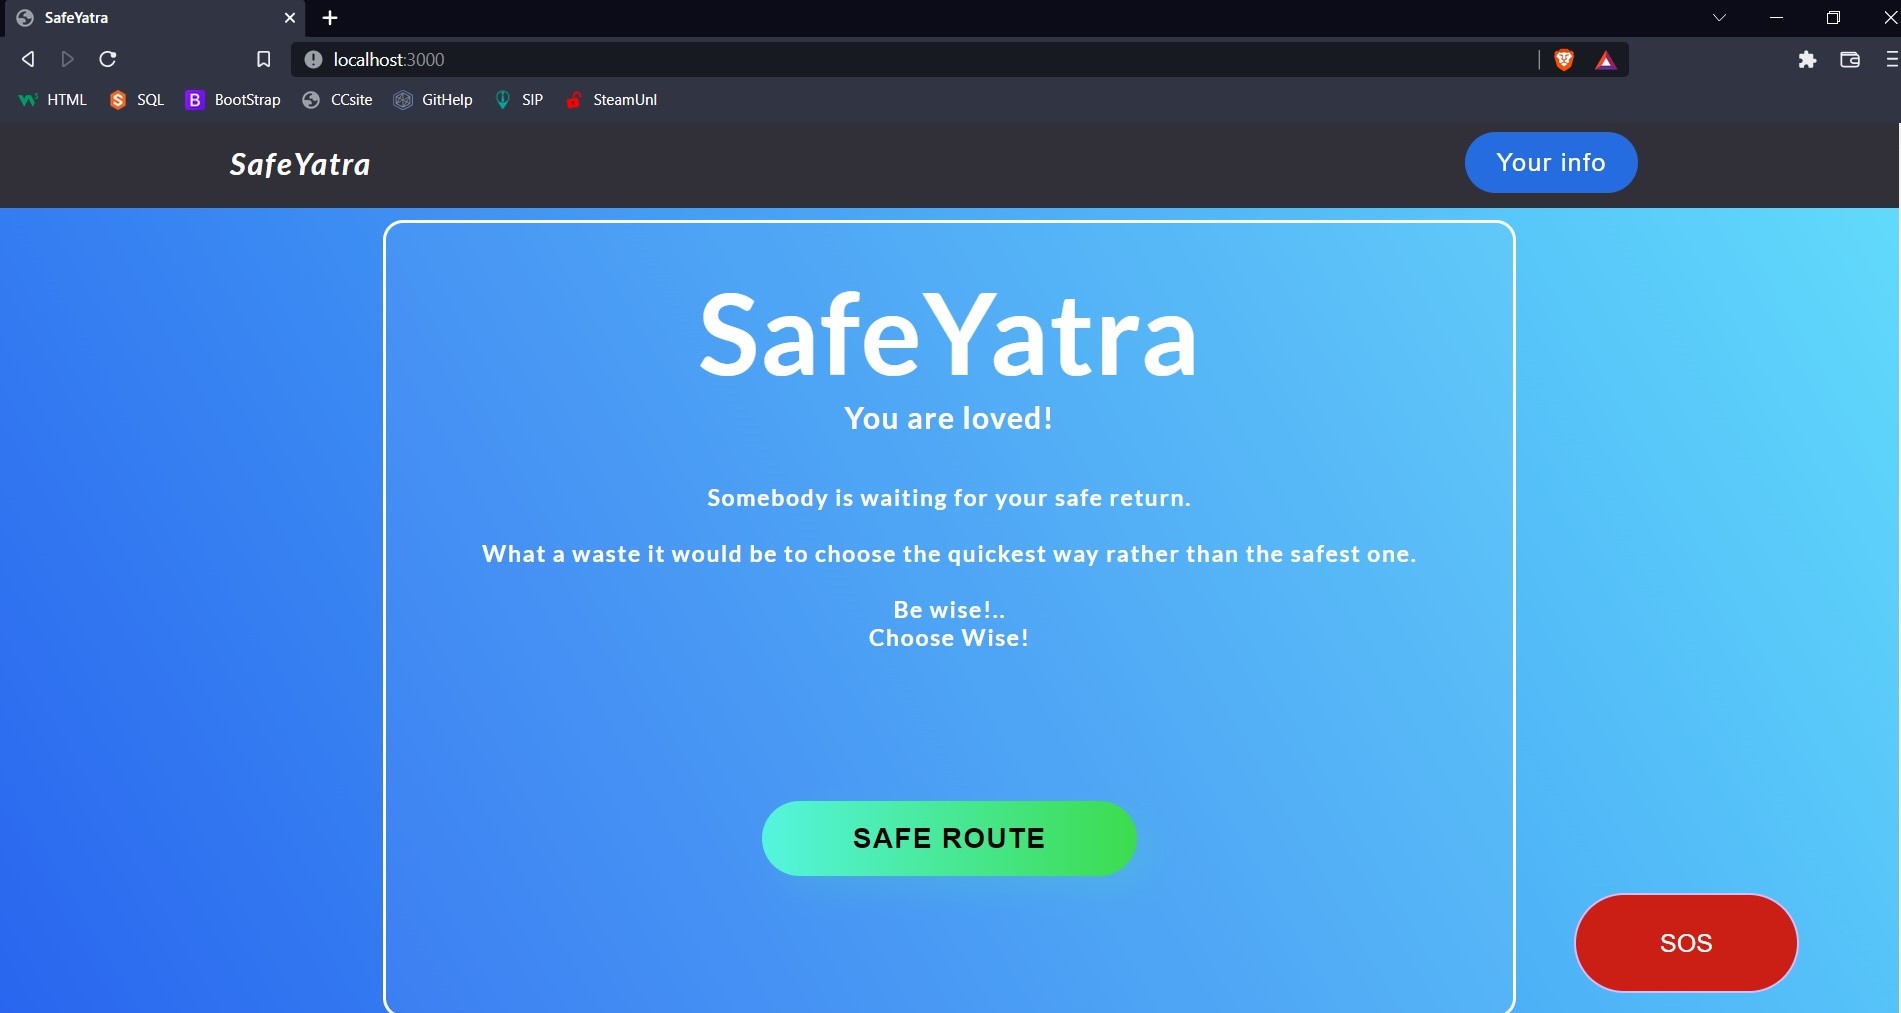 SafeYatra
localhost:3000
HTML SQL B BootStrap CCsite GitHelp SIP SteamUnl
SafeYatra
Your info
SafeYatra
You are loved!
Somebody is waiting for your safe return.
What a waste it would be to choose the quickest way rather than the safest one.
Be wise!..
Choose Wise!
SAFE ROUTE
SOS